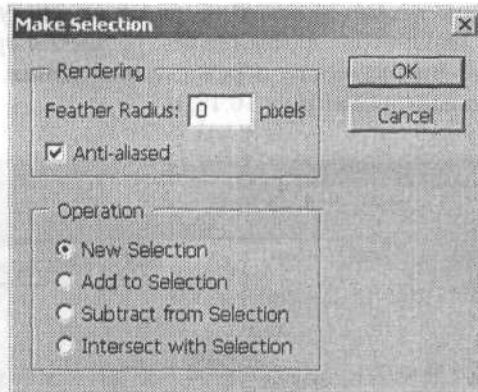 Make Selection
Rendering
Feather Radius: 0 pixels
Anti-aliased
OK
Cancel
Operation
New Selection
Add to Selection
Subtract from Selection
Intersect with Selection